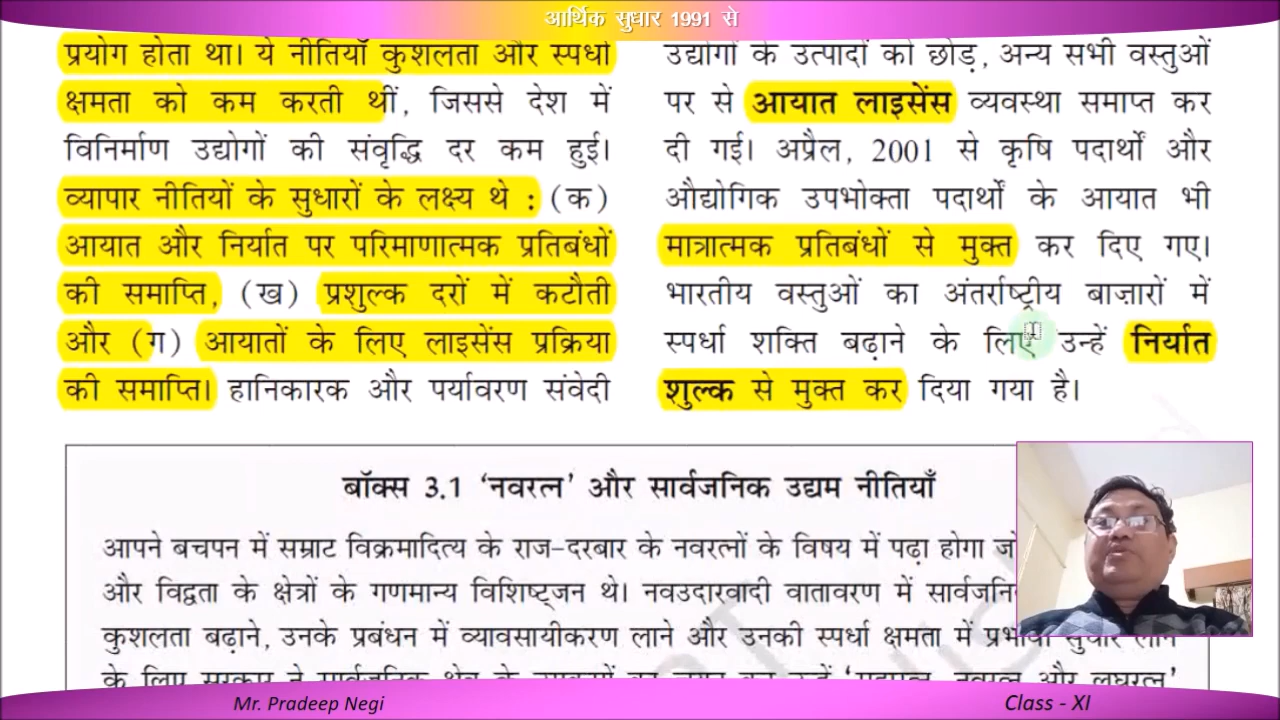 आर्थिक सुधार 1991 से
प्रयोग होता था। ये नीतियाँ कुशलता और स्पर्धा
क्षमता को कम करती थीं, जिससे देश में
विनिर्माण उद्योगों की संवृद्धि दर कम हुई।
व्यापार नीतियों के सुधारों के लक्ष्य थे : (क)
आयात और निर्यात पर परिमाणात्मक प्रतिबंधों
की समाप्ति, (ख) प्रशुल्क दरों में कटौती
और (ग) आयातों के लिए लाइसेंस प्रक्रिया
की समाप्ति। हानिकारक और पर्यावरण संवेदी
उद्योगों के उत्पादों को छोड़, अन्य सभी वस्तुओं
पर से आयात लाइसेंस व्यवस्था समाप्त कर
दी गई। अप्रैल, 2001 से कृषि पदार्थों और
औद्योगिक उपभोक्ता पदार्थों के आयात भी
मात्रात्मक प्रतिबंधों से मुक्त कर दिए गए।
भारतीय वस्तुओं का अंतर्राष्ट्रीय बाज़ारों में
स्पर्धा शक्ति बढ़ाने के लिए उन्हें निर्यात
शुल्क से मुक्त कर दिया गया है।
बॉक्स 3.1 ‘नवरत्न’ और सार्वजनिक उद्यम नीतियाँ
आपने बचपन में सम्राट विक्रमादित्य के राज-दरबार के नवरत्नों के विषय में पढ़ा होगा जो
और विद्वता के क्षेत्रों के गणमान्य विशिष्ट्जन थे। नवउदारवादी वातावरण में
कुशलता बढ़ाने, उनके प्रबंधन में व्यावसायीकरण लाने और उनकी स्पर्धा क्षमता में
के लिए सरकार ने सार्वजनिक क्षेत्र के
Mr. Pradeep Negi
Class - XI